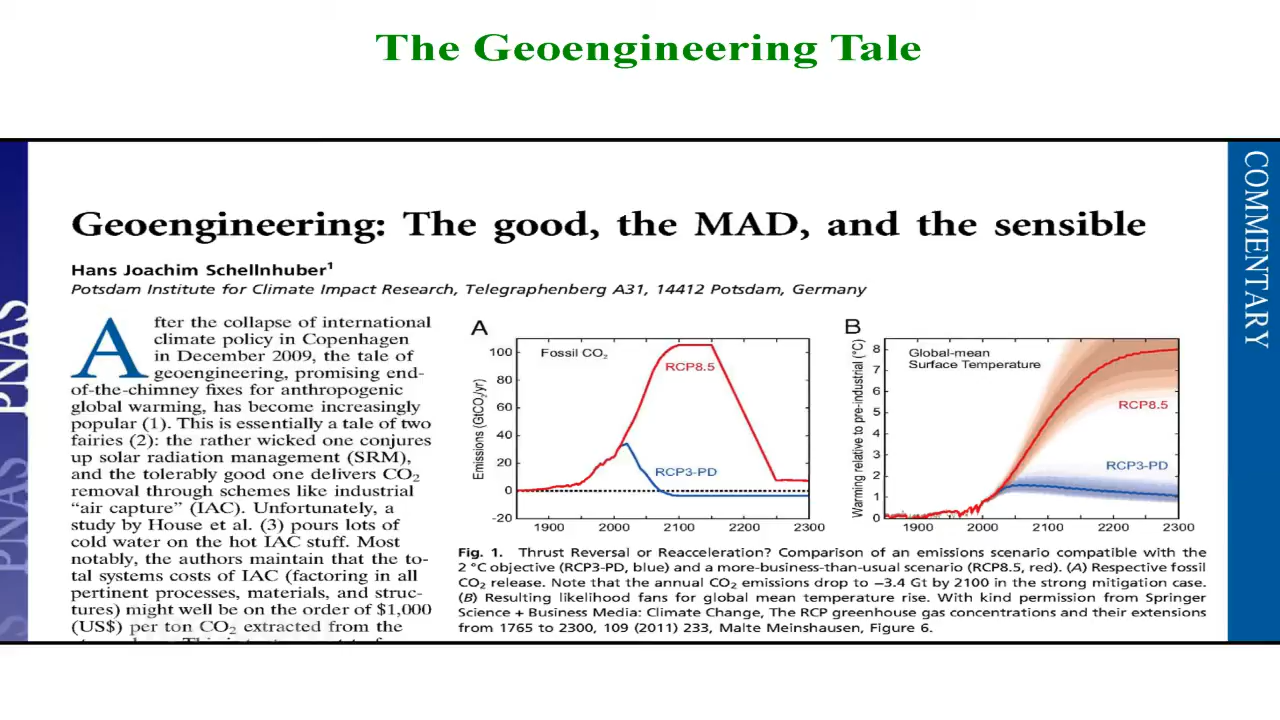 The Geoengineering Tale
PNAS
PNAS
COMMENTARY
Geoengineering: The good, the MAD, and the sensible
Hans Joachim Schellnhuber1
Potsdam Institute for Climate Impact Research, Telegraphenberg A31, 14412 Potsdam, Germany
After the collapse of international
climate policy in Copenhagen
in December 2009, the tale of
geoengineering, promising end-
of-the-chimney fixes for anthropogenic
global warming, has become increasingly
popular (1). This is essentially a tale of two
fairies (2): the rather wicked one conjures
up solar radiation management (SRM),
and the tolerably good one delivers CO2
removal through schemes like industrial
“air capture” (IAC). Unfortunately, a
study by House et al. (3) pours lots of
cold water on the hot IAC stuff. Most
notably, the authors maintain that the to-
tal systems costs of IAC (factoring in all
pertinent processes, materials, and struc-
tures) might well be on the order of $1,000
(US$) per ton CO2 extracted from the
A
Fossil CO2
RCP8.5
RCP3-PD
Emissions (GtCO2/yr)
100
80
60
40
20
0
-20
1900 2000 2100 2200 2300
B
Global-mean
Surface Temperature
RCP8.5
RCP3-PD
Warming relative to pre-industrial (°C)
8
7
6
5
4
3
2
1
0
1900 2000 2100 2200 2300
Fig. 1. Thrust Reversal or Reacceleration? Comparison of an emissions scenario compatible with the
2 °C objective (RCP3-PD, blue) and a more-business-than-usual scenario (RCP8.5, red). (A) Respective fossil
CO2 release. Note that the annual CO2 emissions drop to −3.4 Gt by 2100 in the strong mitigation case.
(B) Resulting likelihood fans for global mean temperature rise. With kind permission from Springer
Science + Business Media: Climate Change, The RCP greenhouse gas concentrations and their extensions
from 1765 to 2300, 109 (2011) 233, Malte Meinshausen, Figure 6.